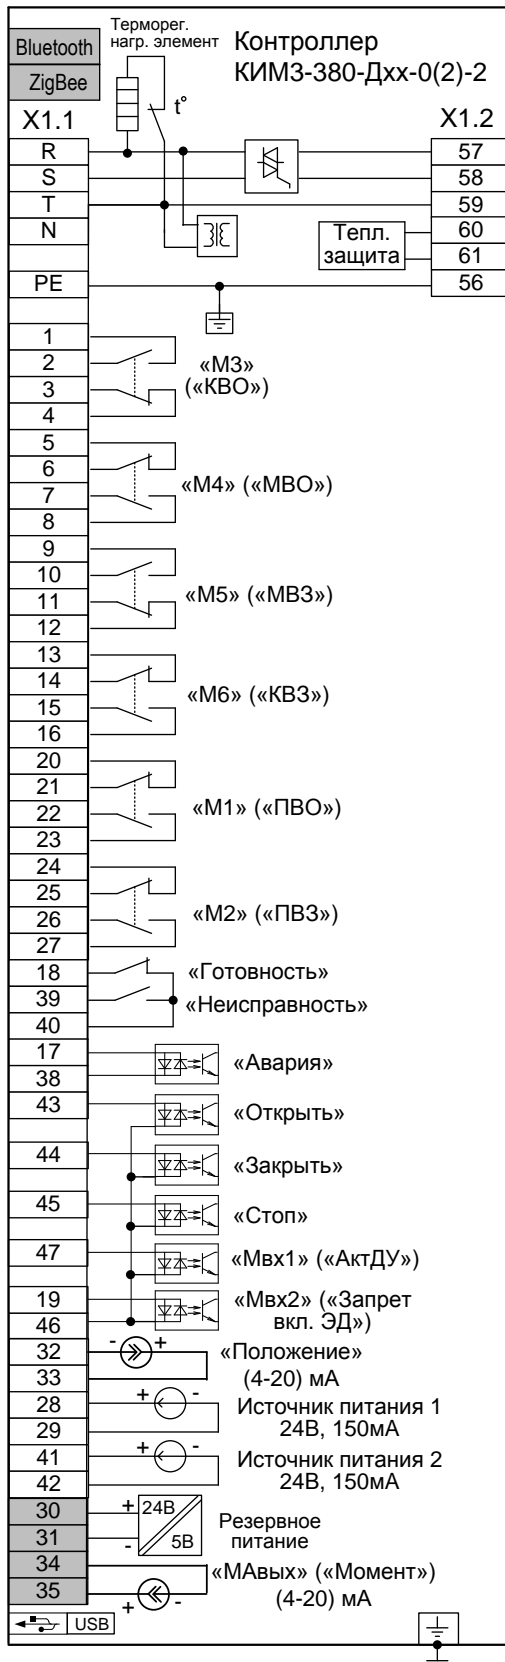 Bluetooth
ZigBee
Терморег.
нагр. элемент
Контроллер
КИМ3-380-Дхх-0(2)-2
t°
X1.1
X1.2
R
57
S
58
T
59
N
60
Тепл.
защита
61
PE
56
1
2
3
4
«М3»
(«КВО»)
5
6
7
8
«М4» («МВО»)
9
10
11
12
«М5» («МВЗ»)
13
14
15
16
«М6» («КВЗ»)
20
21
22
23
«М1» («ПВО»)
24
25
26
27
«М2» («ПВЗ»)
18
«Готовность»
39
«Неисправность»
40
17
38
«Авария»
43
«Открыть»
44
«Закрыть»
45
«Стоп»
47
«Мвх1» («АктДУ»)
19
46
«Мвх2» («Запрет
вкл. ЭД»)
32
- +
«Положение»
33
(4-20) мА
28
+ -
Источник питания 1
29
24В, 150мА
41
+ -
Источник питания 2
42
24В, 150мА
30
+ 24В
31
- 5В
Резервное
питание
34
«МАвых» («Момент»)
35
+ -
(4-20) мА
USB